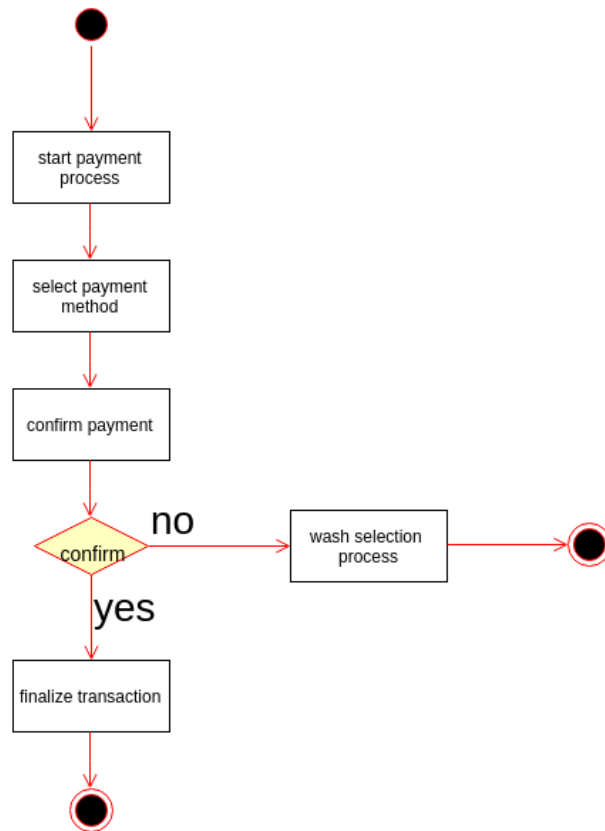 start payment
process
select payment
method
confirm payment
confirm
no
wash selection
process
yes
finalize transaction